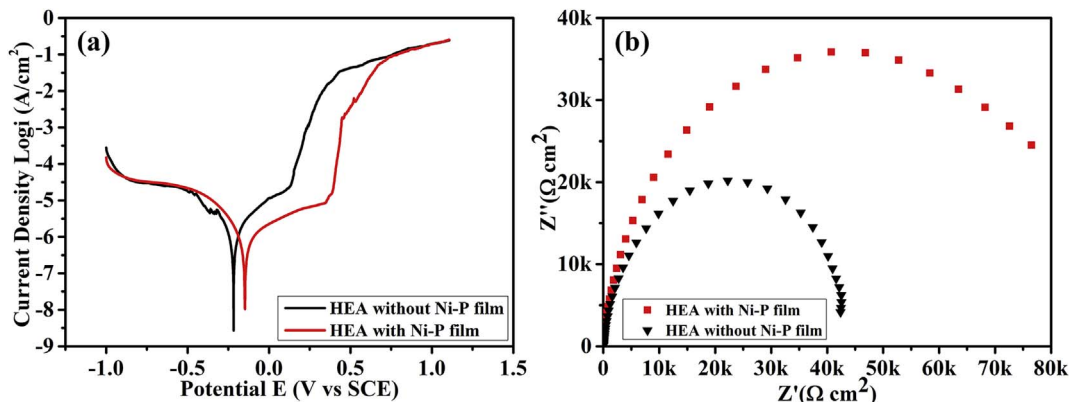 (a)
Current Density Logi (A/cm²)
0
-1
-2
-3
-4
-5
-6
-7
-8
-9
HEA without Ni-P film
HEA with Ni-P film
-1.0
-0.5
0.0
0.5
1.0
1.5
Potential E (V vs SCE)
(b)
Z''(Ω cm²)
40k
30k
20k
10k
0
HEA with Ni-P film
HEA without Ni-P film
0
10k
20k
30k
40k
50k
60k
70k
80k
Z'(Ω cm²)